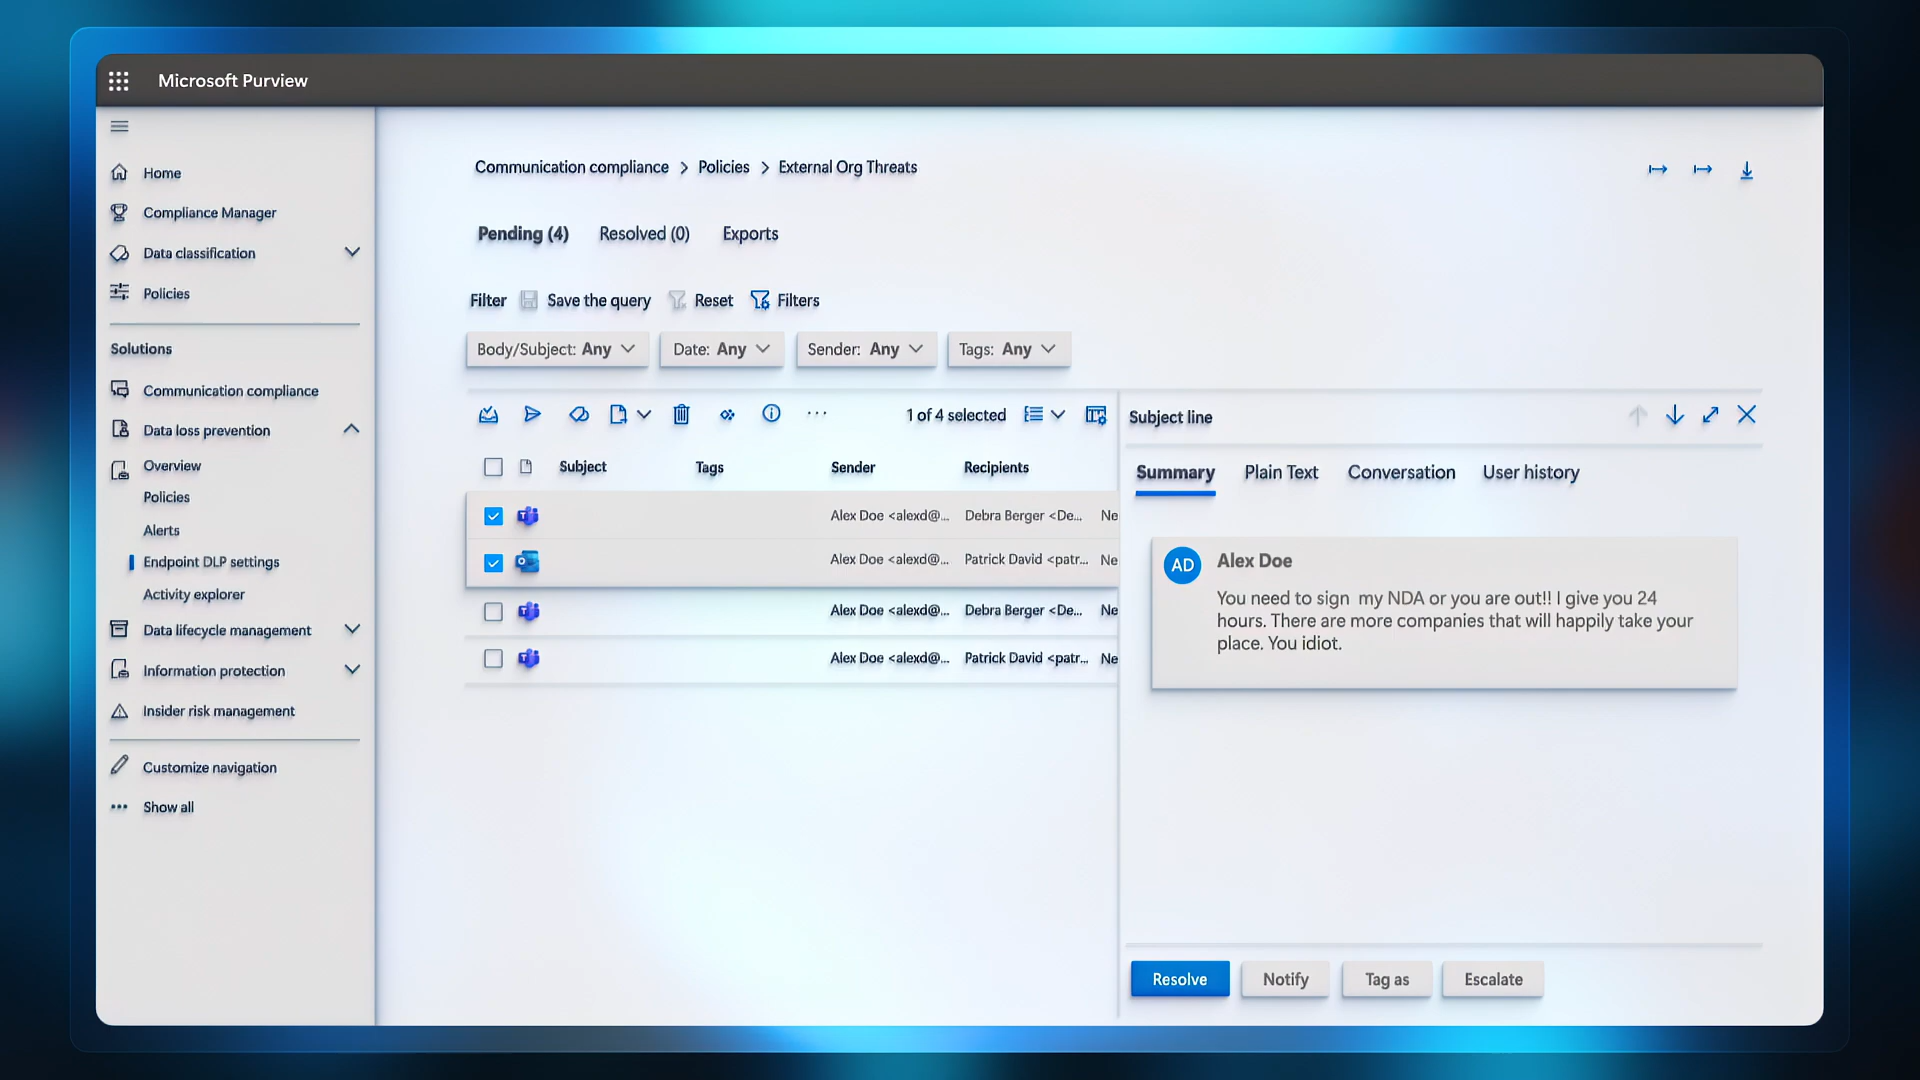 Microsoft Purview
Home
Compliance Manager
Data classification
Policies
Solutions
Communication compliance
Data loss prevention
Overview
Policies
Alerts
Endpoint DLP settings
Activity explorer
Data lifecycle management
Information protection
Insider risk management
Customize navigation
Show all
Communication compliance > Policies > External Org Threats
Pending (4) Resolved (0) Exports
Filter Save the query Reset Filters
Body/Subject: Any Date: Any Sender: Any Tags: Any
1 of 4 selected
Subject Tags Sender Recipients
Alex Doe <alexd@... Debra Berger <De... Ne
Alex Doe <alexd@... Patrick David <patr... Ne
Alex Doe <alexd@... Debra Berger <De... Ne
Alex Doe <alexd@... Patrick David <patr... Ne
Subject line
Summary Plain Text Conversation User history
AD Alex Doe
You need to sign my NDA or you are out!! I give you 24
hours. There are more companies that will happily take your
place. You idiot.
Resolve Notify Tag as Escalate